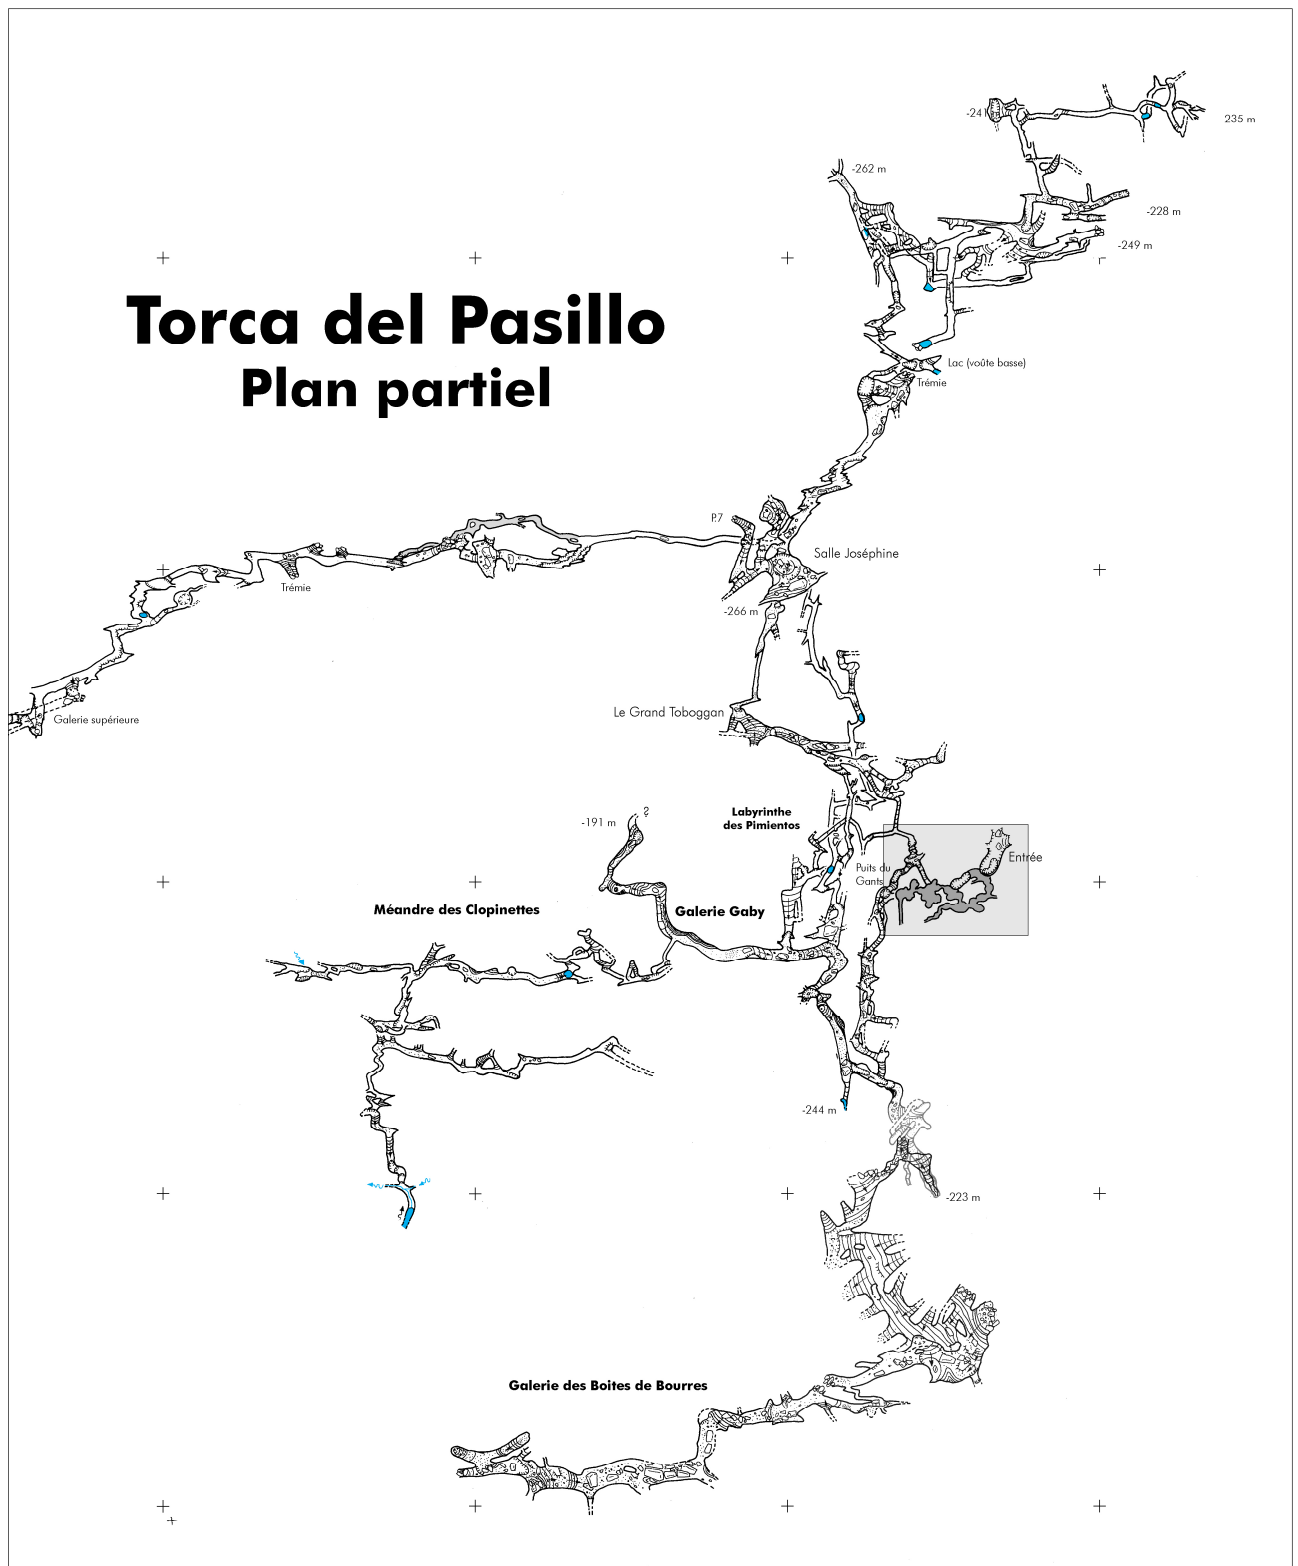 -241
235 m
-262 m
-228 m
-249 m
Torca del Pasillo
Plan partiel
Lac (voûte basse)
Trémie
P.7
Salle Joséphine
Trémie
-266 m
Galerie supérieure
Le Grand Toboggan
-191 m
?
Labyrinthe
des Pimientos
Entrée
Puits du
Gants
Méandre des Clopinettes
Galerie Gaby
-244 m
-223 m
Galerie des Boites de Bourres